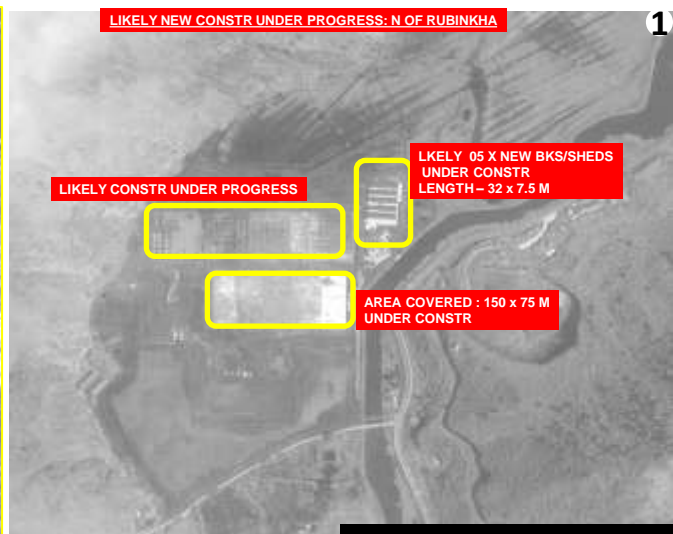 LIKELY NEW CONSTR UNDER PROGRESS: N OF RUBINKHA
1
LKELY 05 X NEW BKS/SHEDS
UNDER CONSTR
LENGTH – 32 x 7.5 M
LIKELY CONSTR UNDER PROGRESS
AREA COVERED : 150 x 75 M
UNDER CONSTR